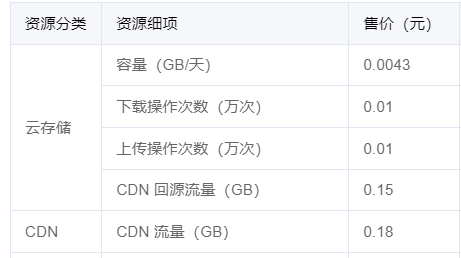 资源分类 资源细项 售价（元）
容量（GB/天） 0.0043
下载操作次数（万次） 0.01
云存储
上传操作次数（万次） 0.01
CDN 回源流量（GB） 0.15
CDN CDN 流量（GB） 0.18